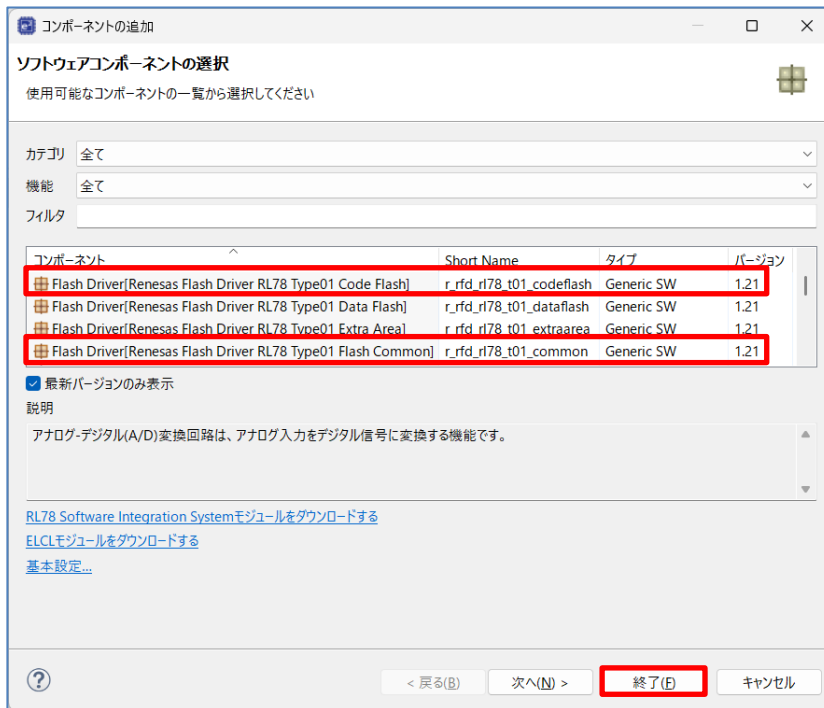 コンポーネントの追加
ソフトウェアコンポーネントの選択
使用可能なコンポーネントの一覧から選択してください
カテゴリ 全て
機能 全て
フィルタ
コンポーネント Short Name タイプ バージョン
Flash Driver[Renesas Flash Driver RL78 Type01 Code Flash] r_rfd_rl78_t01_codeflash Generic SW 1.21
Flash Driver[Renesas Flash Driver RL78 Type01 Data Flash] r_rfd_rl78_t01_dataflash Generic SW 1.21
Flash Driver[Renesas Flash Driver RL78 Type01 Extra Area] r_rfd_rl78_t01_extraarea Generic SW 1.21
Flash Driver[Renesas Flash Driver RL78 Type01 Flash Common] r_rfd_rl78_t01_common Generic SW 1.21
最新バージョンのみ表示
説明
アナログ-デジタル(A/D)変換回路は、アナログ入力をデジタル信号に変換する機能です。
RL78 Software Integration Systemモジュールをダウンロードする
ELCLモジュールをダウンロードする
基本設定...
? < 戻る(B) 次へ(N) > 終了(F) キャンセル